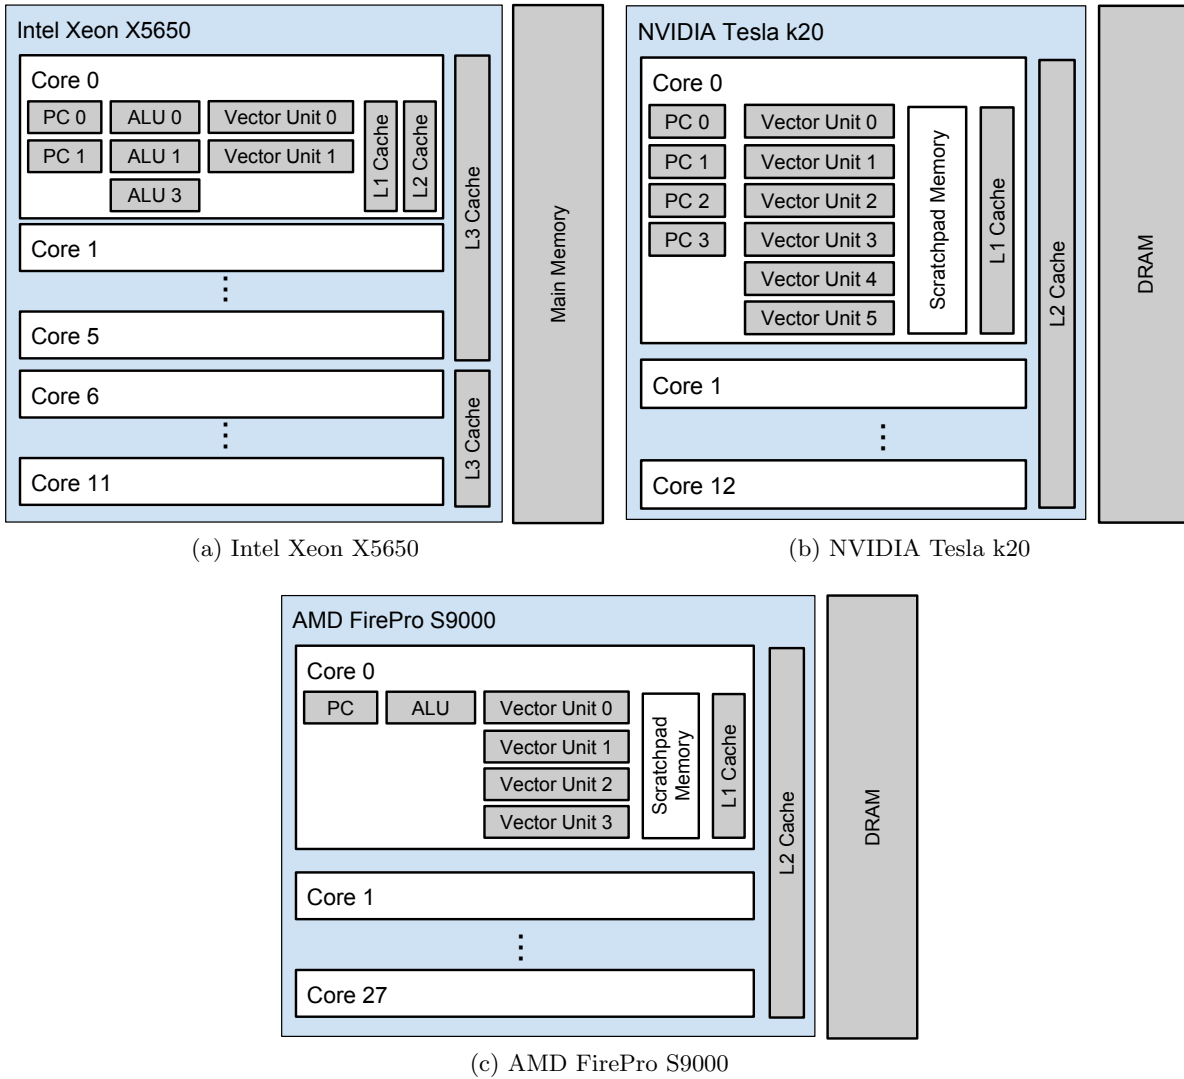 Intel Xeon X5650
Core 0
PC 0 ALU 0 Vector Unit 0
PC 1 ALU 1 Vector Unit 1
ALU 3
L1 Cache
L2 Cache
Core 1
Core 5
Core 6
Core 11
L3 Cache
L3 Cache
Main Memory
(a) Intel Xeon X5650
NVIDIA Tesla k20
Core 0
PC 0 Vector Unit 0
PC 1 Vector Unit 1
PC 2 Vector Unit 2
PC 3 Vector Unit 3
Vector Unit 4
Vector Unit 5
Scratchpad Memory
L1 Cache
Core 1
Core 12
L2 Cache
DRAM
(b) NVIDIA Tesla k20
AMD FirePro S9000
Core 0
PC ALU Vector Unit 0
Vector Unit 1
Vector Unit 2
Vector Unit 3
Scratchpad
Memory
L1 Cache
Core 1
Core 27
L2 Cache
DRAM
(c) AMD FirePro S9000